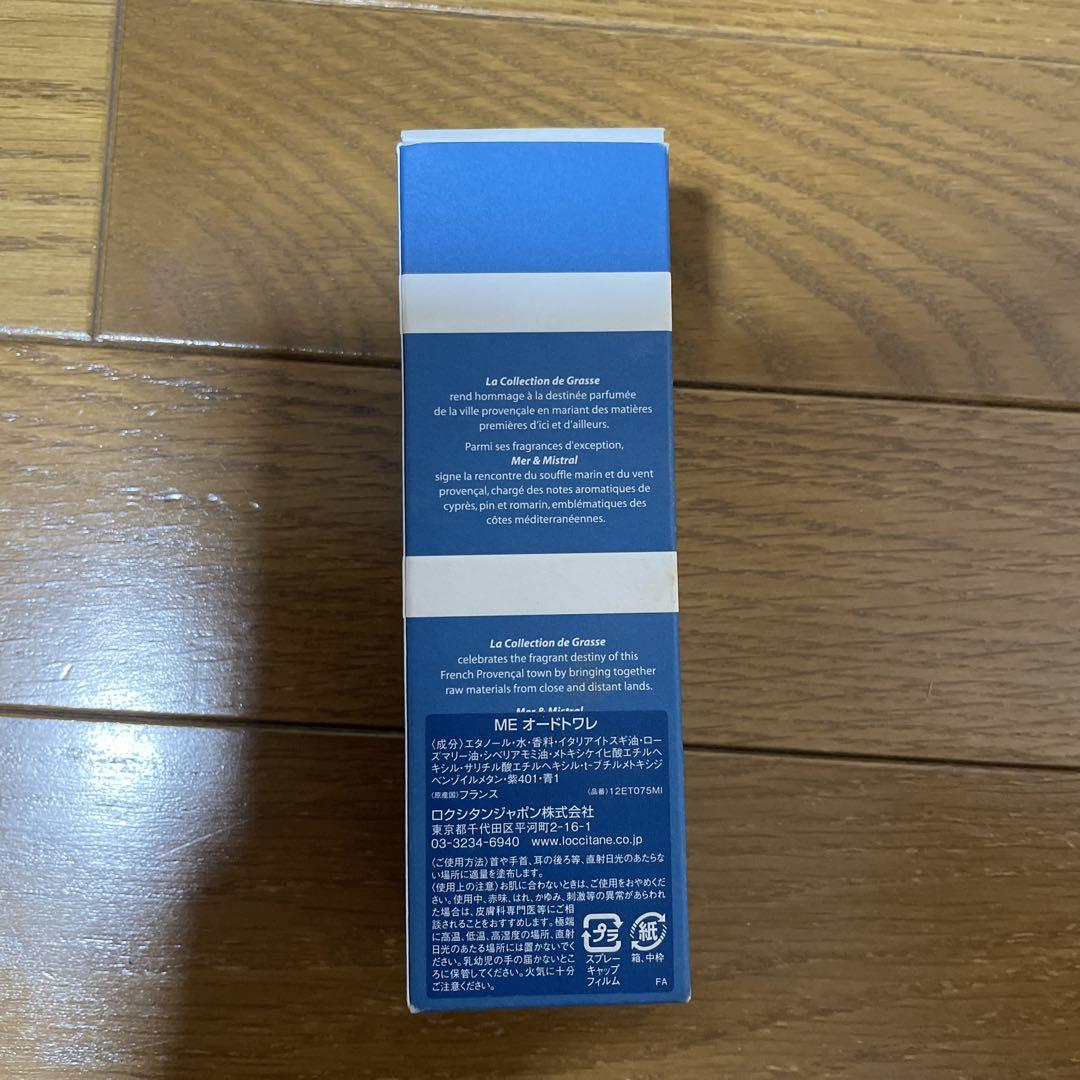 La Collection de Grasse
rend hommage à la destinée parfumée
de la ville provençale en mariant des matières
premières d'ici et d'ailleurs.
Parmi ses fragrances d'exception,
Mer & Mistral
signe la rencontre du souffle marin et du vent
provençal, chargé des notes aromatiques de
cyprès, pin et romarin, emblématiques des
côtes méditerranéennes.
La Collection de Grasse
celebrates the fragrant destiny of this
French Provençal town by bringing together
raw materials from close and distant lands.
Mer & Mistral
ME オードトワレ
〈成分〉エタノール・水・香料・イタリアイトスギ油・ロー
ズマリー油・シベリアモミ油・メトキシケイヒ酸エチルヘ
キシル・サリチル酸エチルヘキシル・t-ブチルメトキシジ
ベンゾイルメタン・紫401・青1
〈原産国〉フランス 〈品番〉12ET075MI
ロクシタンジャポン株式会社
東京都千代田区平河町2-16-1
03-3234-6940 www.loccitane.co.jp
〈ご使用方法〉首や手首、耳の後ろ等、直射日光のあたらな
い場所に適量を塗布します。
〈使用上の注意〉お肌に合わないときは、ご使用をおやめくだ
さい。使用中、赤味、はれ、かゆみ、刺激等の異常があらわれ
た場合は、皮膚科専門医等にご相
談されることをおすすめします。極端
に高温、低温、高湿度の場所、直射
日光のあたる場所には置かないでく
ださい。乳幼児の手の届かないとこ
ろに保管してください。火気に十分
ご注意ください。
プラ
スプレー
キャップ
フィルム
紙
箱、中枠
FA